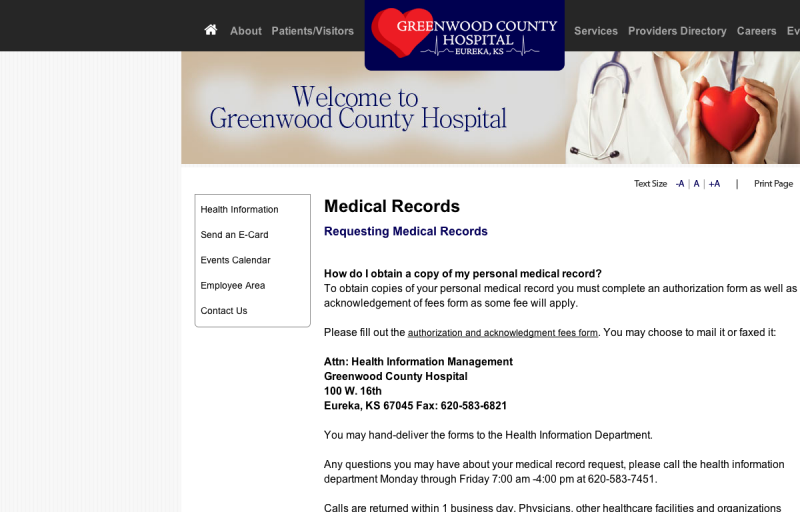 About Patients/Visitors
GREENWOOD COUNTY
HOSPITAL
EUREKA, KS
Services Providers Directory Careers Ev
Welcome to
Greenwood County Hospital
Text Size -A | A | +A | Print Page
Health Information
Send an E-Card
Events Calendar
Employee Area
Contact Us
Medical Records
Requesting Medical Records
How do I obtain a copy of my personal medical record?
To obtain copies of your personal medical record you must complete an authorization form as well as
acknowledgement of fees form as some fee will apply.
Please fill out the authorization and acknowledgment fees form. You may choose to mail it or faxed it:
Attn: Health Information Management
Greenwood County Hospital
100 W. 16th
Eureka, KS 67045 Fax: 620-583-6821
You may hand-deliver the forms to the Health Information Department.
Any questions you may have about your medical record request, please call the health information
department Monday through Friday 7:00 am -4:00 pm at 620-583-7451.
Calls are returned within 1 business day. Physicians, other healthcare facilities and organizations